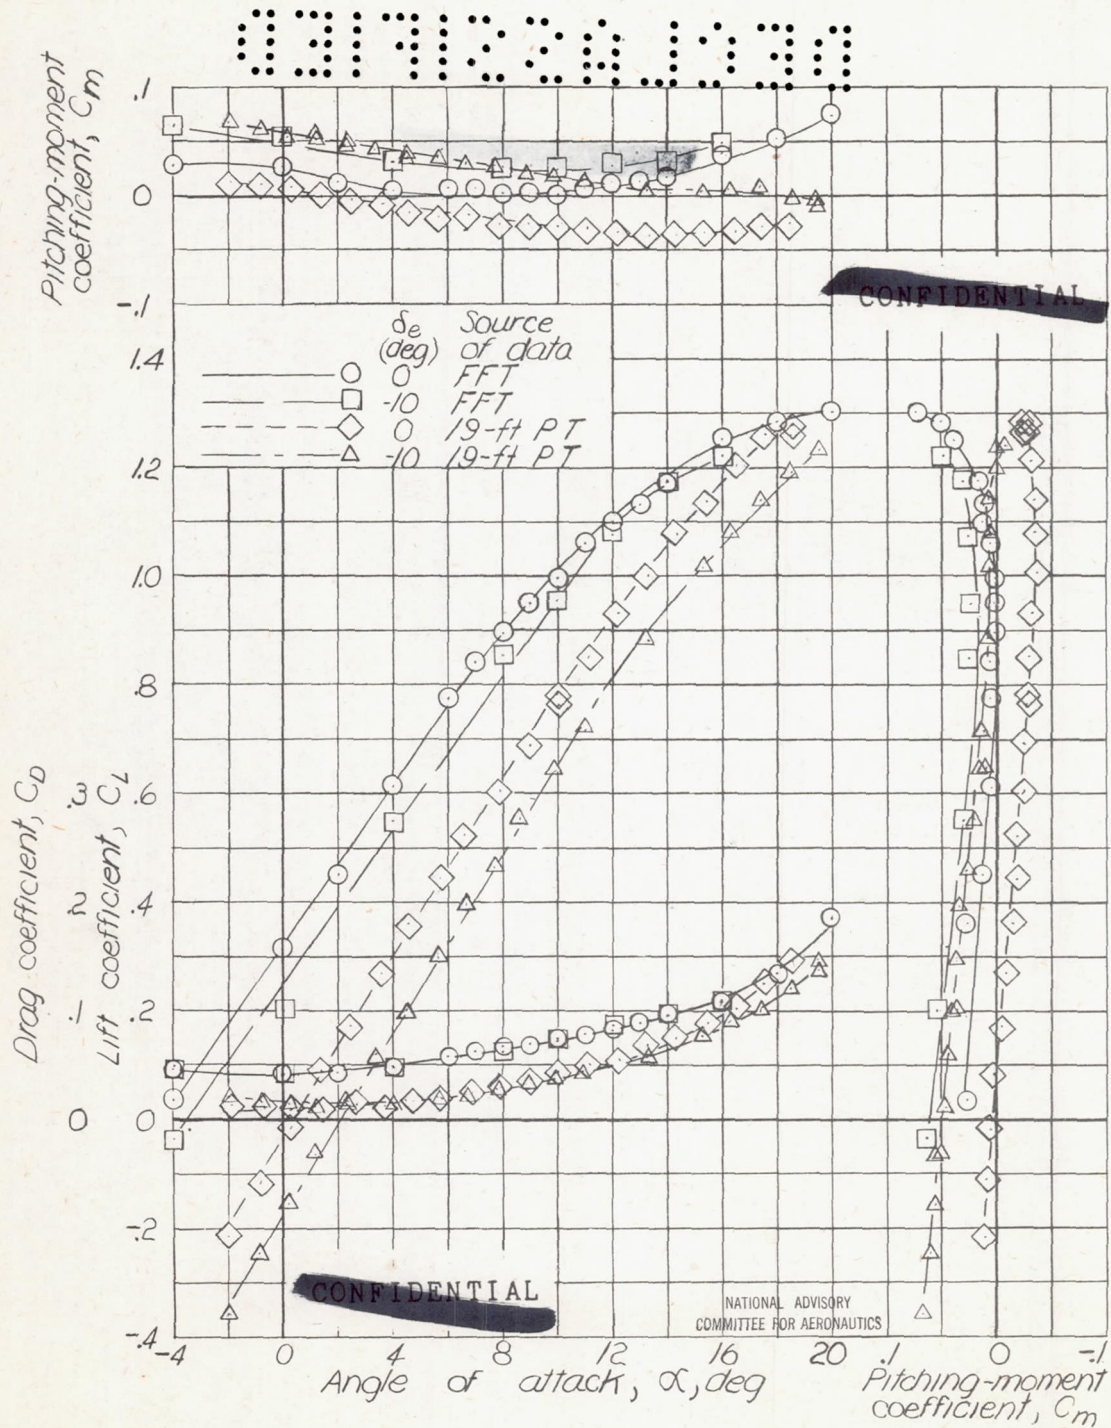 Pitching-moment
coefficient, Cm
.1
0
-.1
CONFIDENTIAL
δe Source
(deg) of data
0 FFT
-10 FFT
0 19-ft PT
-10 19-ft PT
Drag coefficient, CD
.3
.2
.1
0
Lift coefficient, CL
1.4
1.2
1.0
.8
.6
.4
.2
0
-.2
-.4
CONFIDENTIAL
NATIONAL ADVISORY
COMMITTEE FOR AERONAUTICS
-4 0 4 8 12 16 20
Angle of attack, α, deg
.1 0 -.1
Pitching-moment
coefficient, Cm